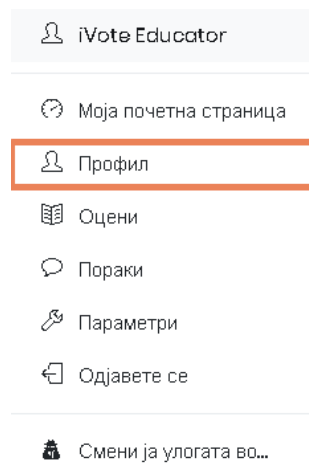 iVote Educator
Моја почетна страница
Профил
Оцени
Пораки
Параметри
Одјавете се
Смени ја улогата во...